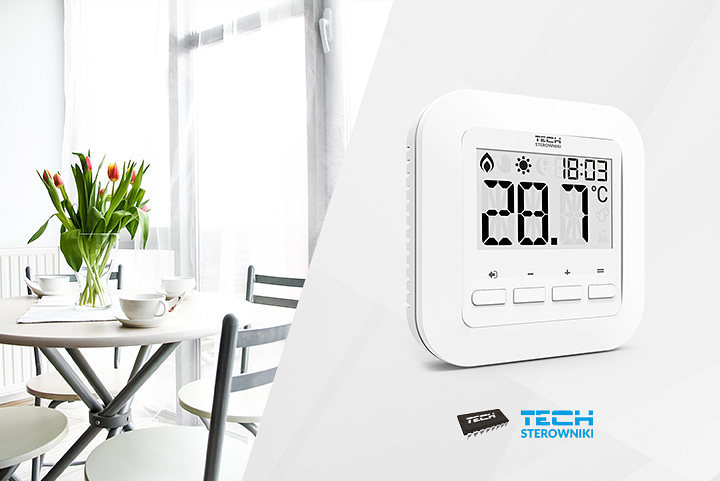 TECH
STEROWNIKI
18:03
28.7 °C
- + =
TECH
TECH
STEROWNIKI